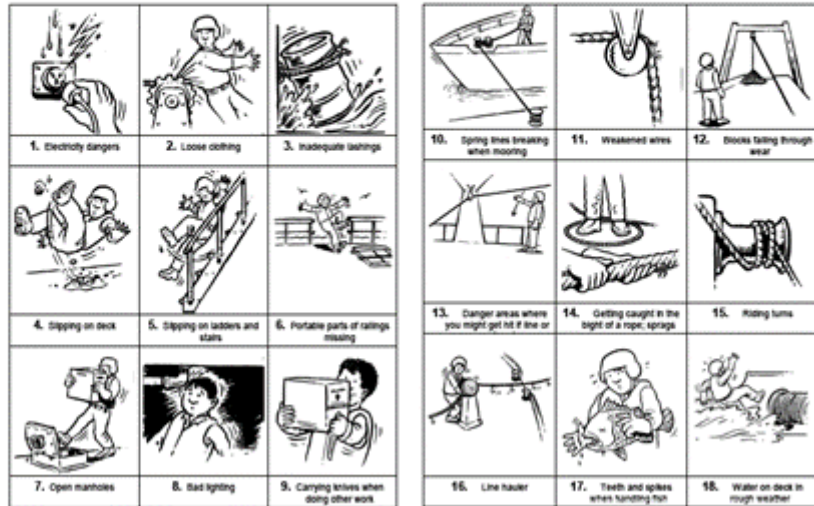 1. Electricity dangers
2. Loose clothing
3. Inadequate lashings
4. Slipping on deck
5. Slipping on ladders and
stairs
6. Portable parts of railings
missing
7. Open manholes
8. Bad lighting
9. Carrying knives when
doing other work
10. Spring lines breaking
when mooring
11. Weakened wires
12. Blocks falling through
wear
13. Danger areas where
you might get hit if line or
14. Getting caught in the
bight of a rope; sprags
15. Riding turns
16. Line hauler
17. Teeth and spikes
when handling fish
18. Water on deck in
rough weather